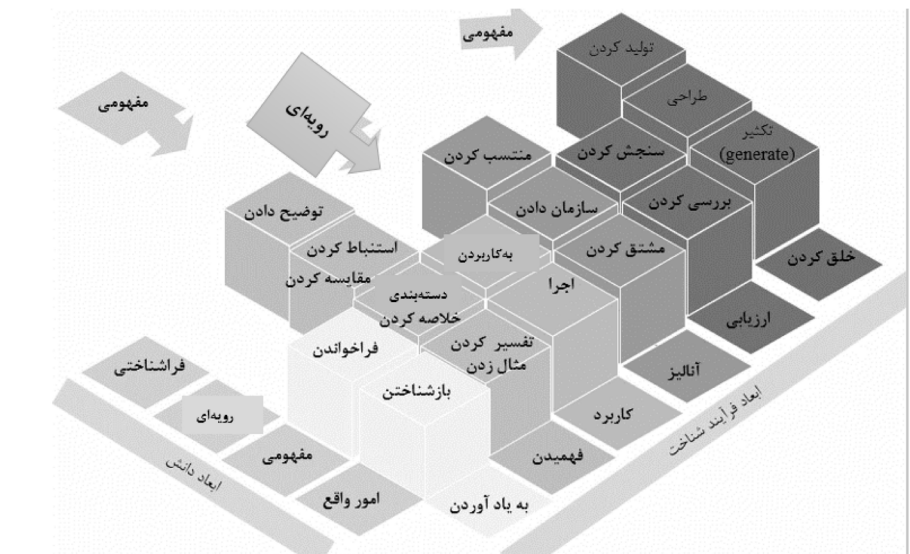 مفهومی
تولید کردن
طراحی
تکثیر
(generate)
مفهومی
رویه‌ای
منتسب کردن
سنجش کردن
سازمان دادن
بررسی کردن
توضیح دادن
استنباط کردن
مقایسه کردن
به‌کاربردن
مشتق کردن
خلق کردن
دسته‌بندی
خلاصه کردن
اجرا
ارزیابی
فراخواندن
تفسیر کردن
مثال زدن
آنالیز
فراشناختی
بازشناختن
کاربرد
رویه‌ای
مفهومی
فهمیدن
امور واقع
به یاد آوردن
ابعاد دانش
ابعاد فرآیند شناخت